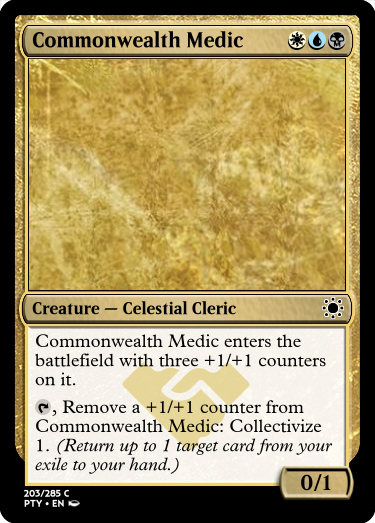 Commonwealth Medic
Creature — Celestial Cleric
Commonwealth Medic enters the
battlefield with three +1/+1 counters
on it.
, Remove a +1/+1 counter from
Commonwealth Medic: Collectivize
1. (Return up to 1 target card from your
exile to your hand.)
0/1
203/285 C
PTY • EN